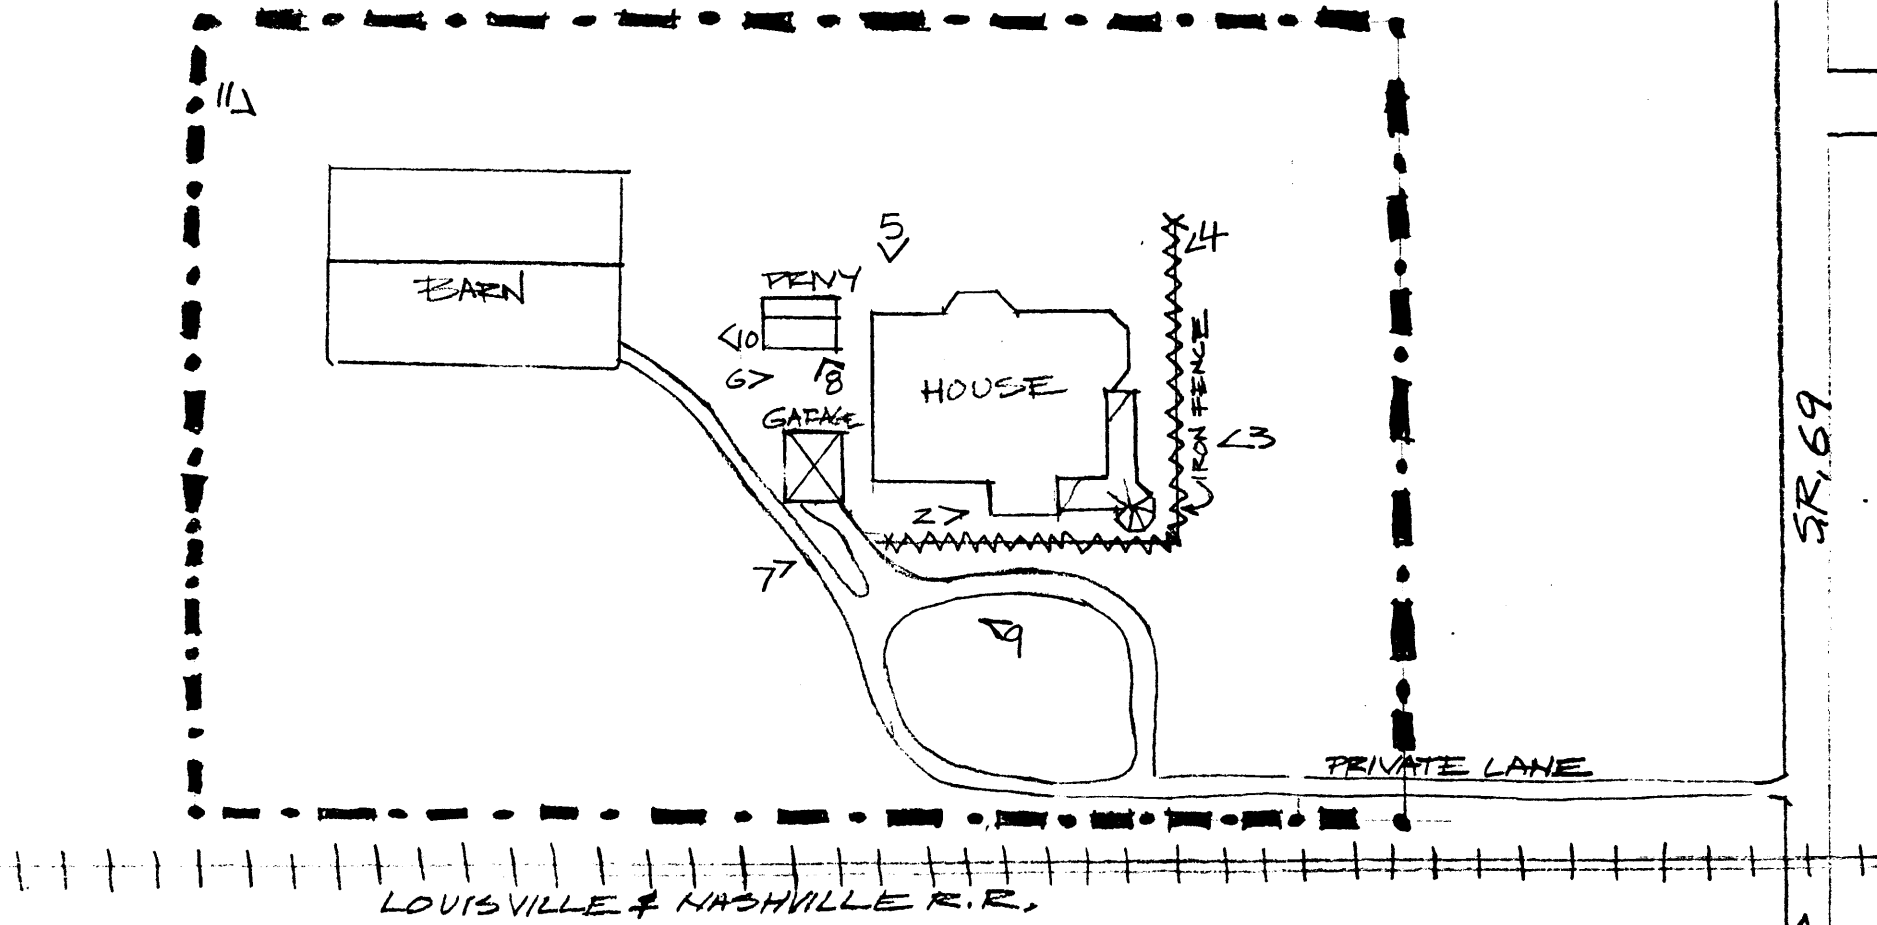 11
5
4
PRIVY
BARN
10
6
8
HOUSE
IRON FENCE
GARAGE
3
S.R. 69
2
7
9
PRIVATE LANE
LOUISVILLE & NASHVILLE R.R.